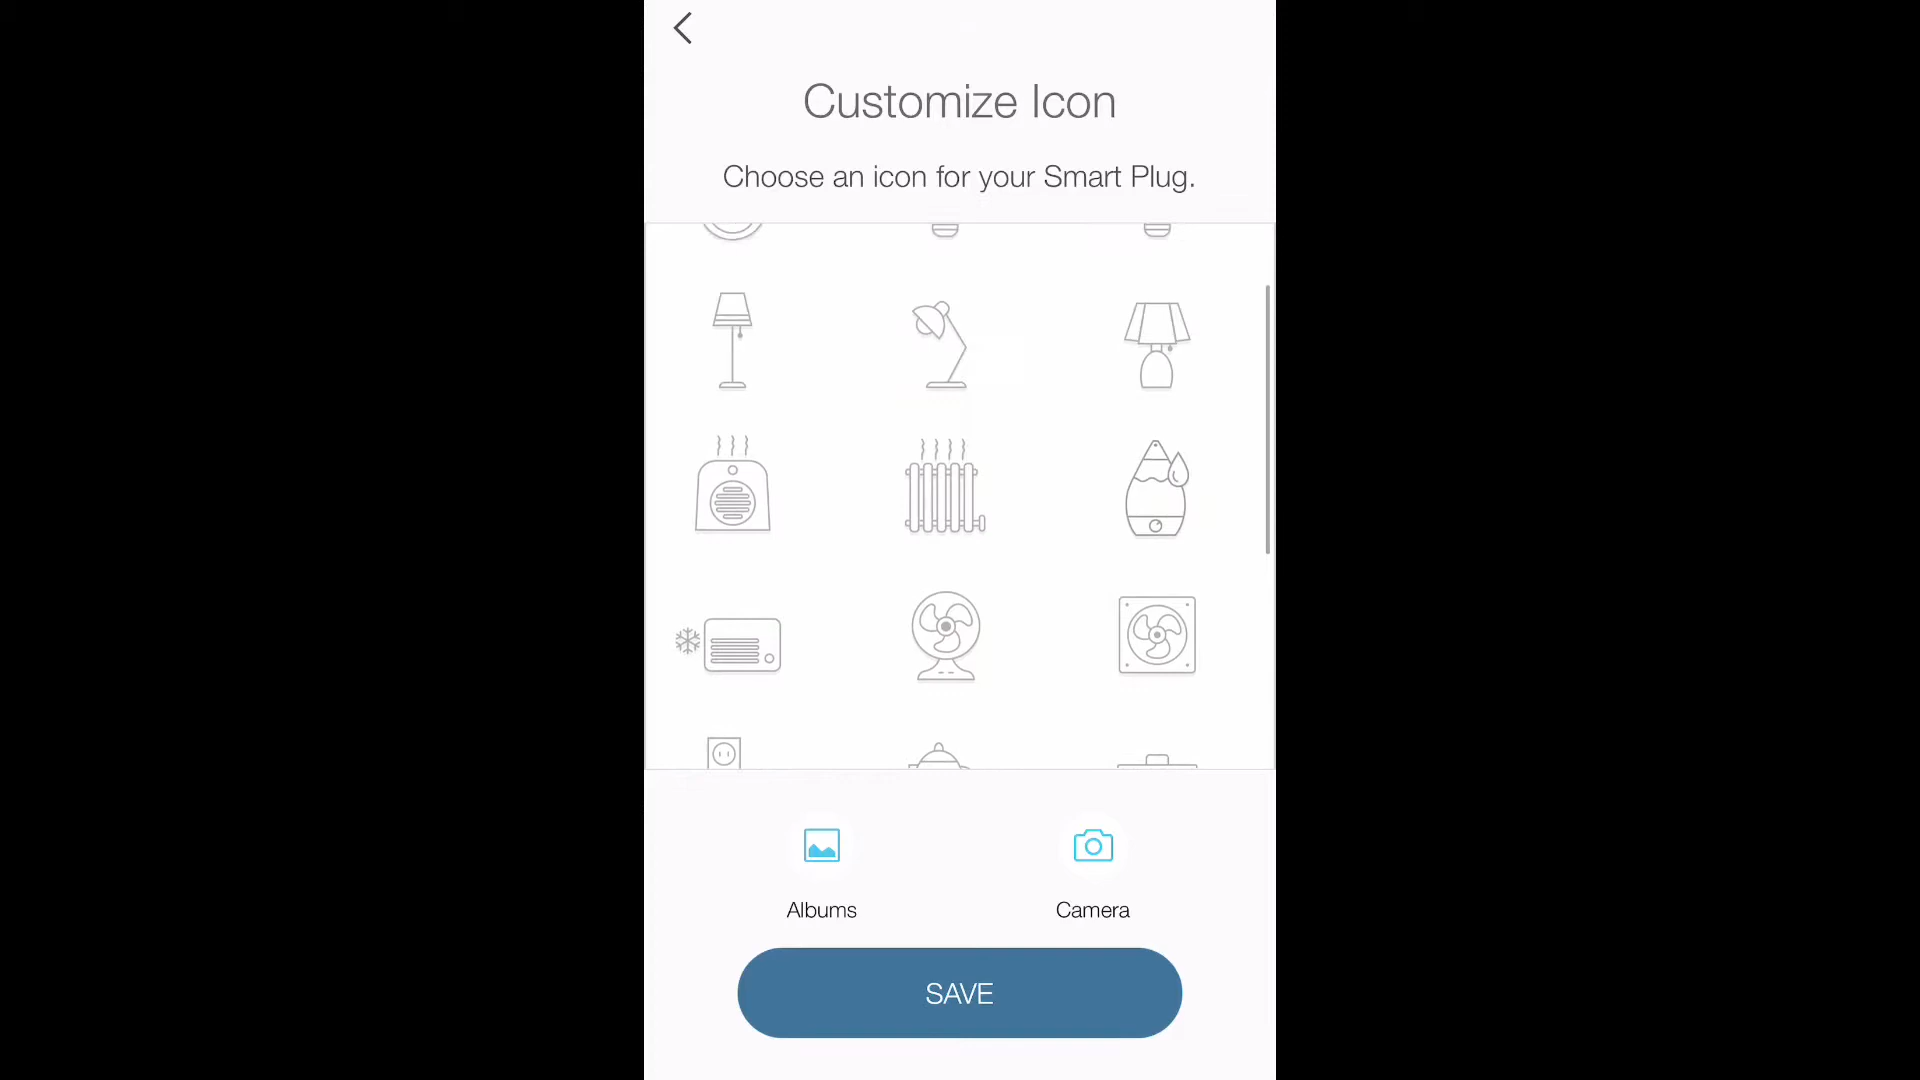 Customize Icon
Choose an icon for your Smart Plug.
Albums
Camera
SAVE